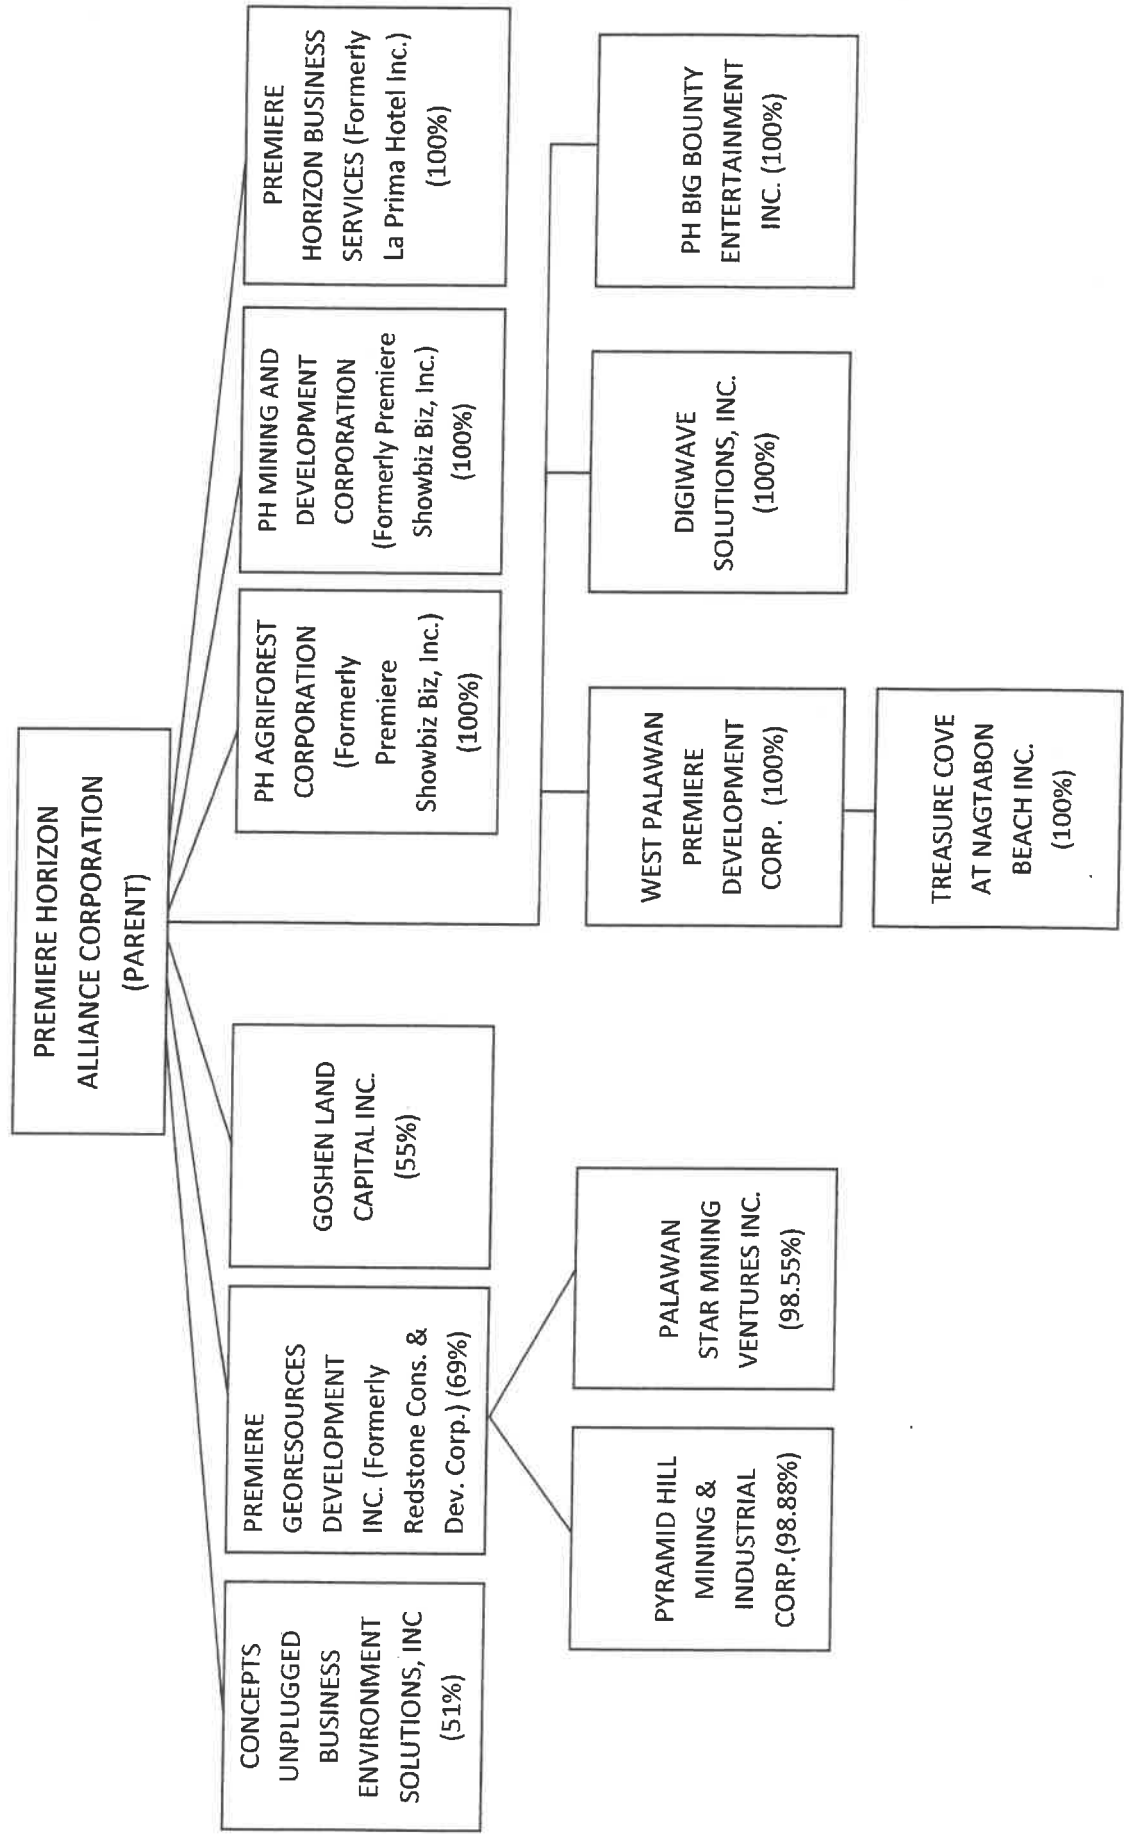 PREMIERE HORIZON
ALLIANCE CORPORATION
(PARENT)
CONCEPTS
UNPLUGGED
BUSINESS
ENVIRONMENT
SOLUTIONS, INC
(51%)
PREMIERE
GEORESOURCES
DEVELOPMENT
INC. (Formerly
Redstone Cons. &
Dev. Corp.) (69%)
GOSHEN LAND
CAPITAL INC.
(55%)
PH AGRIFOREST
CORPORATION
(Formerly
Premiere
Showbiz Biz, Inc.)
(100%)
PH MINING AND
DEVELOPMENT
CORPORATION
(Formerly Premiere
Showbiz Biz, Inc.)
(100%)
PREMIERE
HORIZON BUSINESS
SERVICES (Formerly
La Prima Hotel Inc.)
(100%)
PYRAMID HILL
MINING &
INDUSTRIAL
CORP.(98.88%)
PALAWAN
STAR MINING
VENTURES INC.
(98.55%)
WEST PALAWAN
PREMIERE
DEVELOPMENT
CORP. (100%)
DIGIWAVE
SOLUTIONS, INC.
(100%)
PH BIG BOUNTY
ENTERTAINMENT
INC. (100%)
TREASURE COVE
AT NAGTABON
BEACH INC.
(100%)